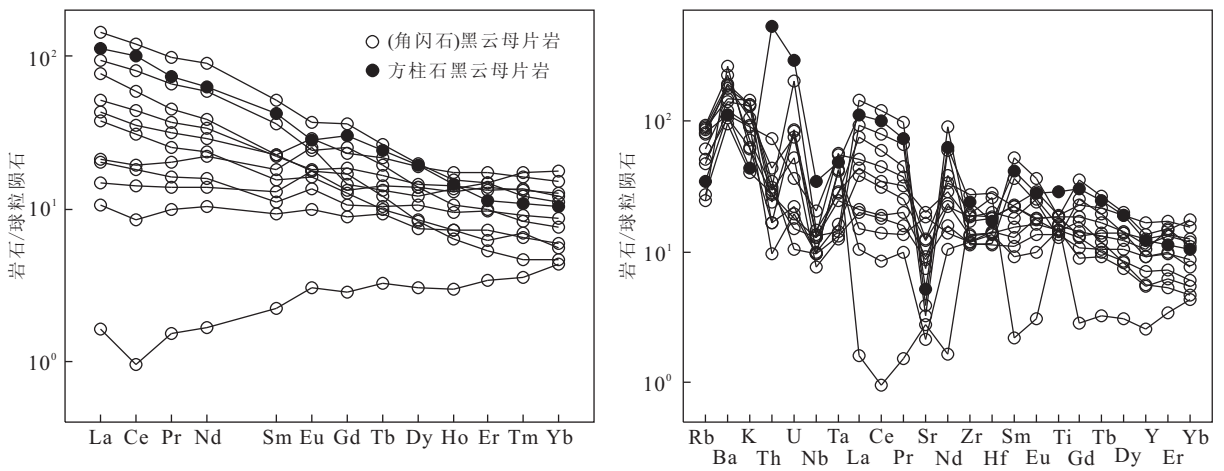 10²
10¹
10⁰
岩石/球粒陨石
(角闪石)黑云母片岩
方柱石黑云母片岩
La Ce Pr Nd Sm Eu Gd Tb Dy Ho Er Tm Yb
10²
10¹
10⁰
岩石/球粒陨石
Rb K U Ta Ce Sr Zr Sm Ti Tb Y Yb
Ba Th Nb La Pr Nd Hf Eu Gd Dy Er